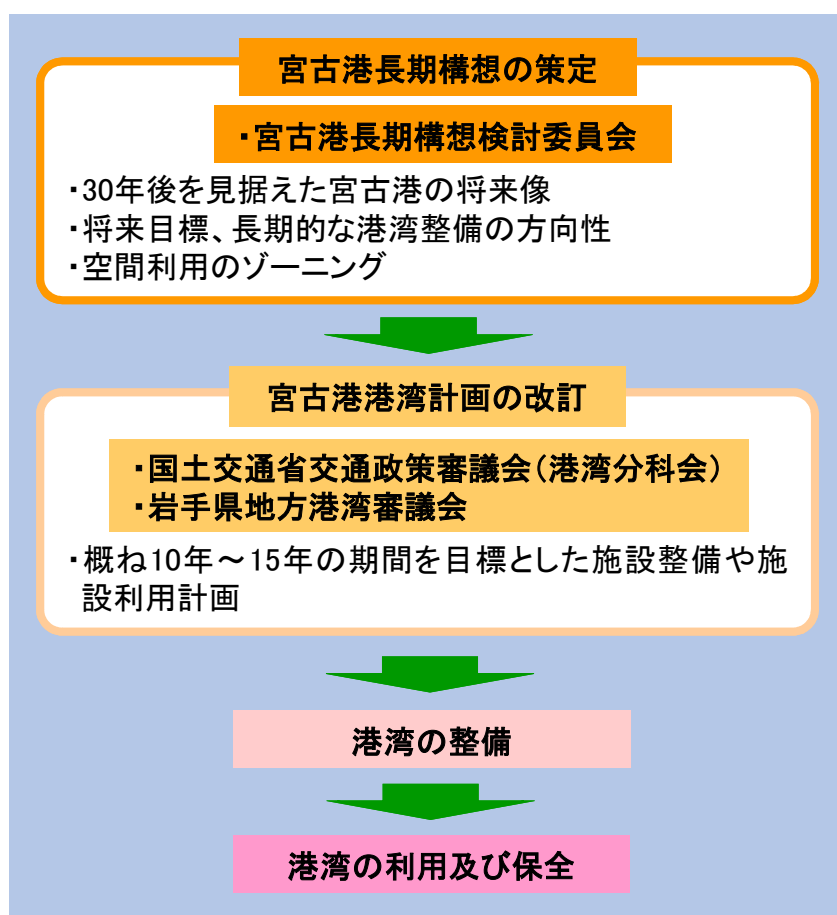 宮古港長期構想の策定
・宮古港長期構想検討委員会
・30年後を見据えた宮古港の将来像
・将来目標、長期的な港湾整備の方向性
・空間利用のゾーニング
宮古港港湾計画の改訂
・国土交通省交通政策審議会（港湾分科会）
・岩手県地方港湾審議会
・概ね10年～15年の期間を目標とした施設整備や施
設利用計画
港湾の整備
港湾の利用及び保全